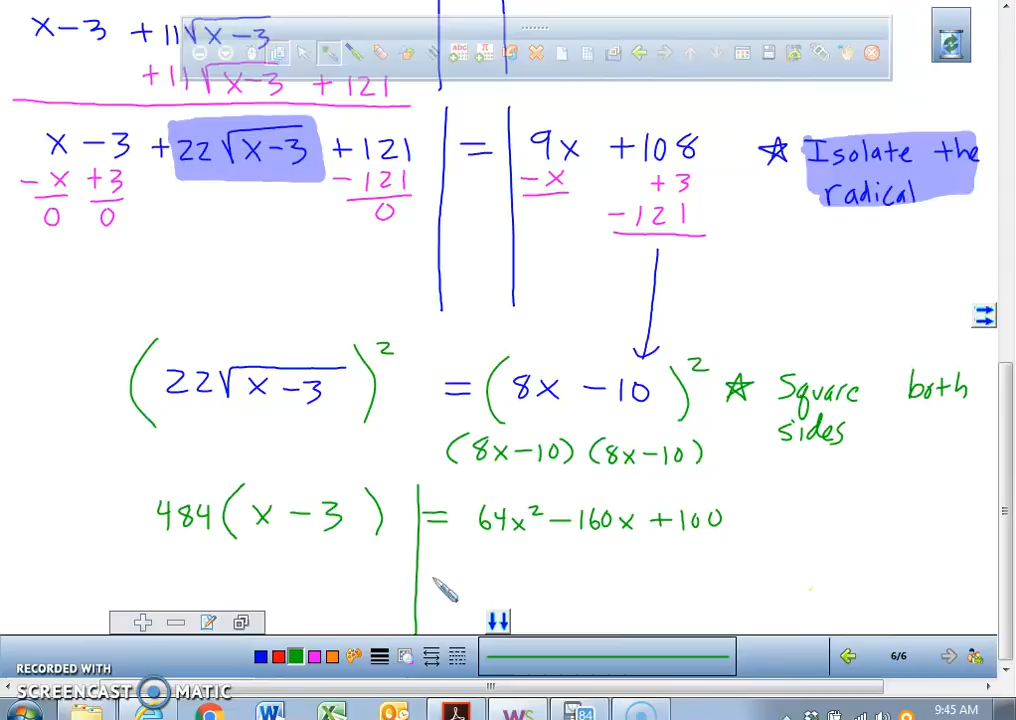 x-3 +11√x-3
+11√x-3 +121
x-3 +22√x-3 +121 = 9x +108 ☆ Isolate the
-x +3 -121 -x +3 radical
0 0 0 -121
(22√x-3)² = (8x-10)² ☆ Square both
(8x-10)(8x-10) sides
484(x-3) = 64x²-160x+100
6/6
RECORDED WITH
SCREENCAST MATIC
9:45 AM